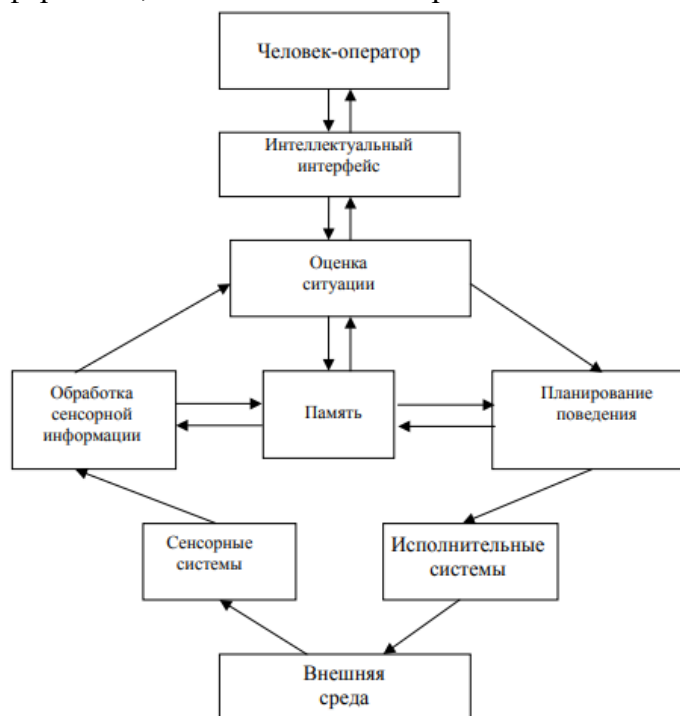 Человек-оператор
Интеллектуальный
интерфейс
Оценка
ситуации
Обработка
сенсорной
информации
Память
Планирование
поведения
Сенсорные
системы
Исполнительные
системы
Внешняя
среда